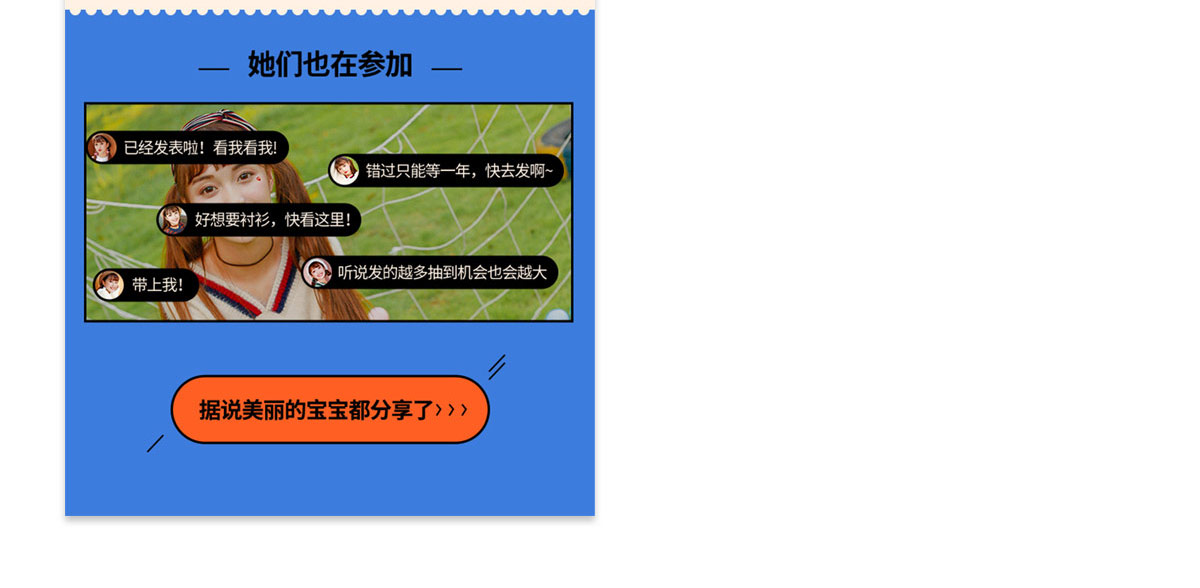 她们也在参加
已经发表啦！看我看我!
错过只能等一年，快去发啊~
好想要衬衫，快看这里！
听说发的越多抽到机会也会越大
带上我！
据说美丽的宝宝都分享了>>>